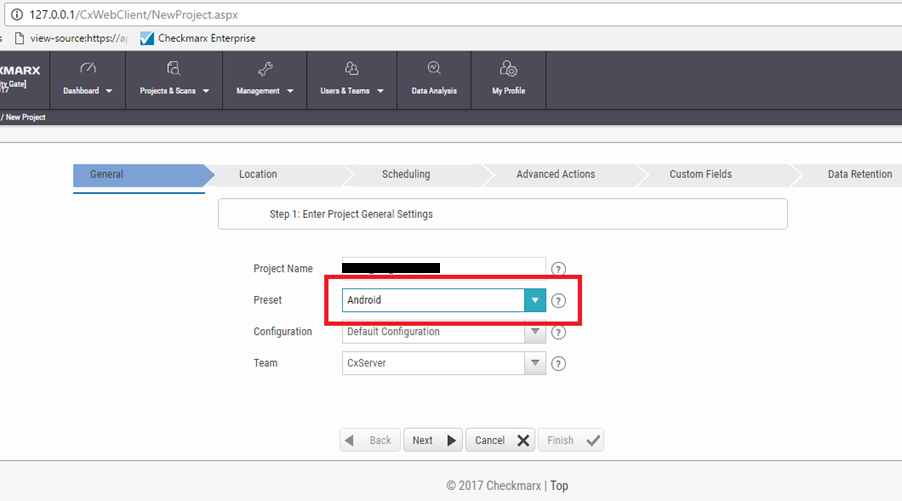 127.0.0.1/CxWebClient/NewProject.aspx
view-source:https://ap Checkmarx Enterprise
KMARX
ty Gate]
17
Dashboard Projects & Scans Management Users & Teams Data Analysis My Profile
/ New Project
General Location Scheduling Advanced Actions Custom Fields Data Retention
Step 1: Enter Project General Settings
Project Name ?
Preset Android ?
Configuration Default Configuration ?
Team CxServer ?
Back Next Cancel Finish
© 2017 Checkmarx | Top